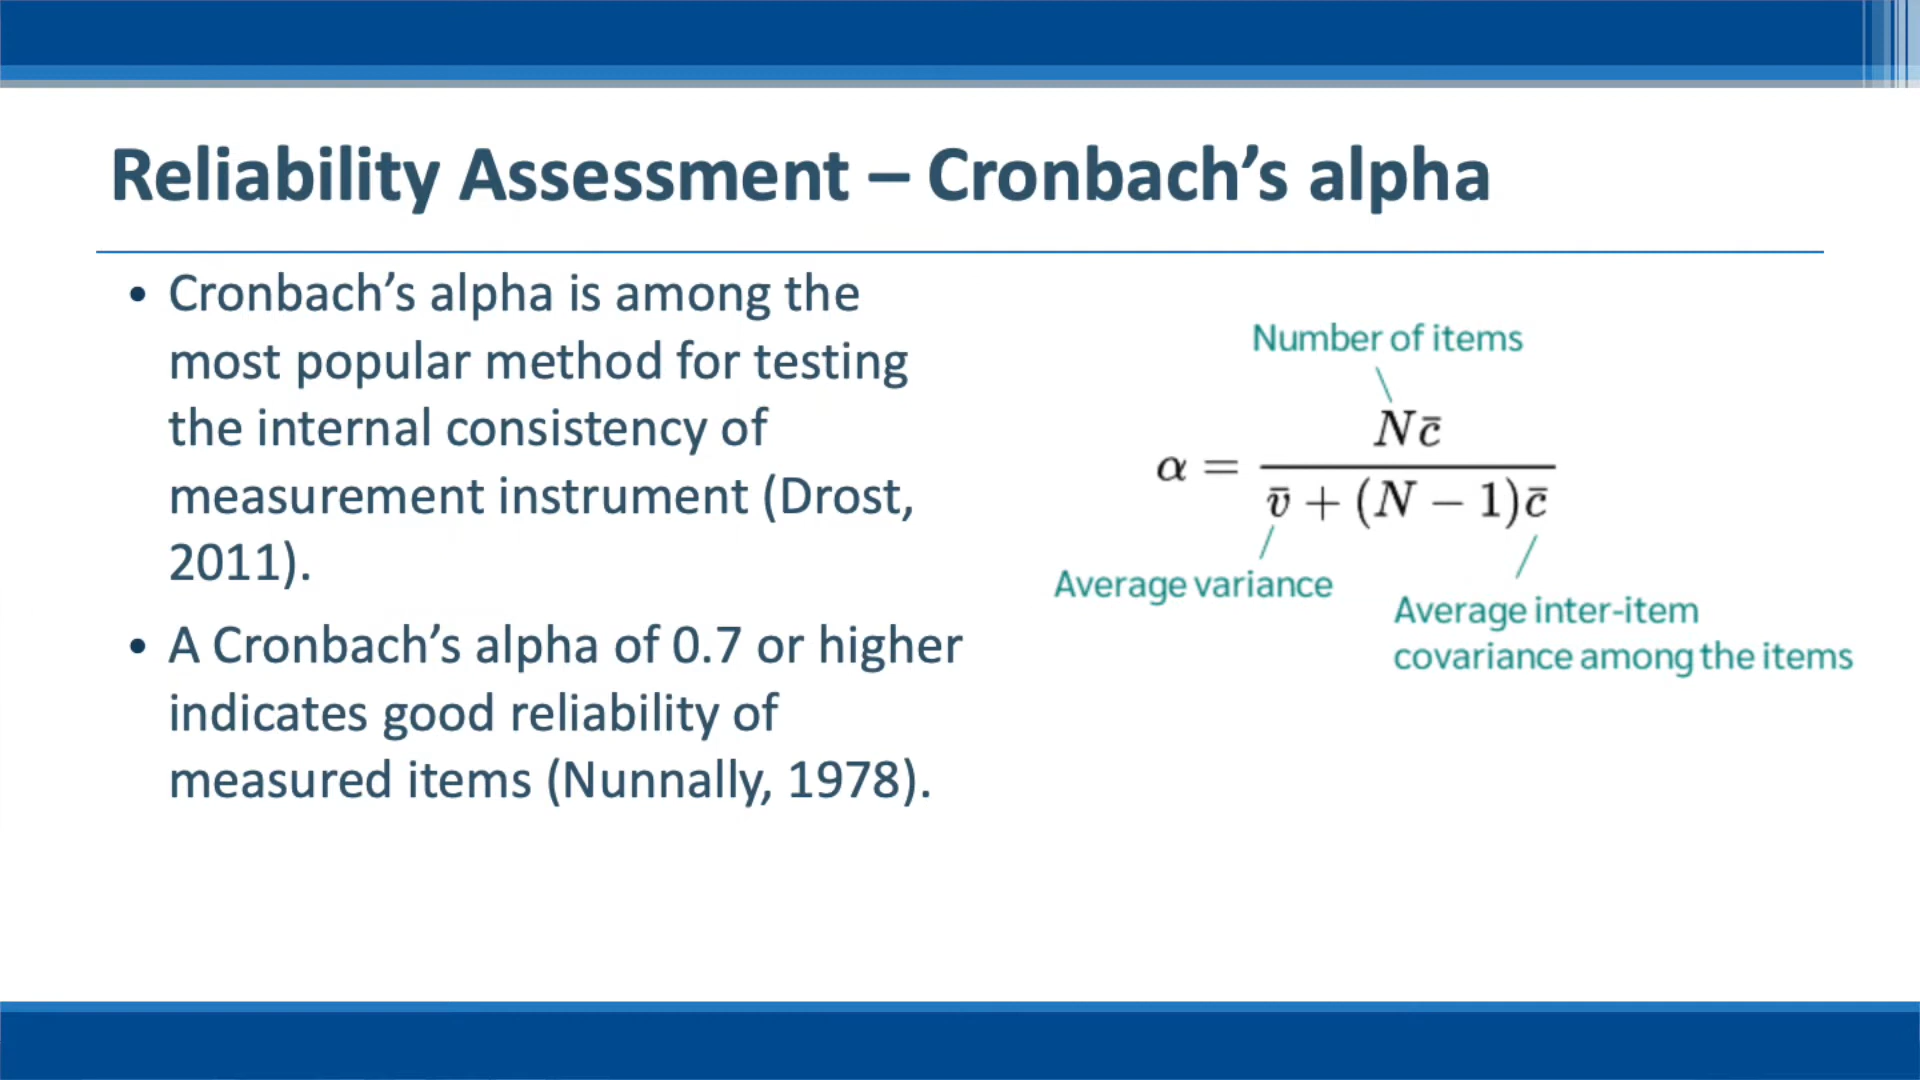 Reliability Assessment – Cronbach’s alpha
• Cronbach’s alpha is among the
most popular method for testing
the internal consistency of
measurement instrument (Drost,
2011).
• A Cronbach’s alpha of 0.7 or higher
indicates good reliability of
measured items (Nunnally, 1978).
Number of items
Nc̄
α =
v̄ + (N − 1)c̄
Average variance
Average inter-item
covariance among the items